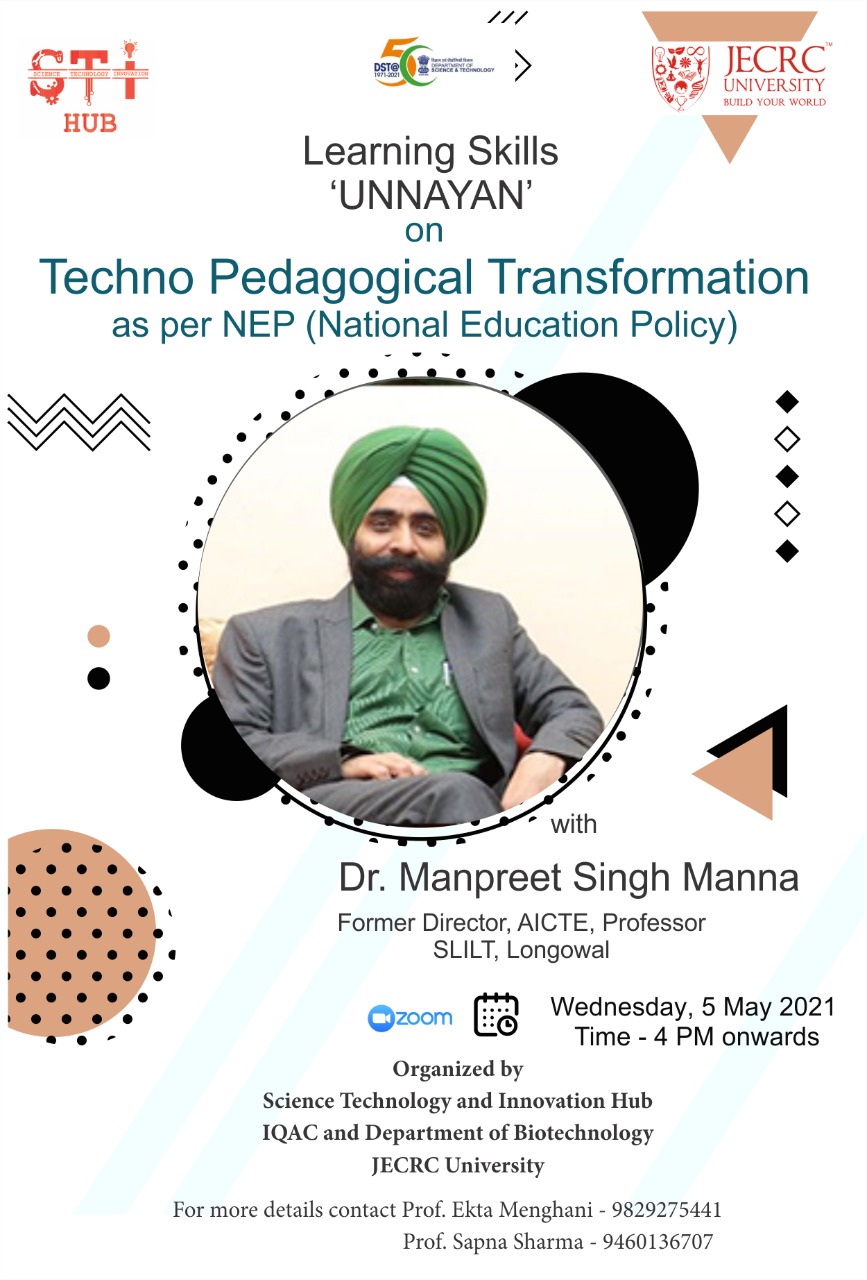 STI
SCIENCE TECHNOLOGY INNOVATION
HUB
DST@50
1971-2021
DEPARTMENT OF
SCIENCE & TECHNOLOGY
JECRC™
UNIVERSITY
BUILD YOUR WORLD
Learning Skills
‘UNNAYAN’
on
Techno Pedagogical Transformation
as per NEP (National Education Policy)
with
Dr. Manpreet Singh Manna
Former Director, AICTE, Professor
SLILT, Longowal
zoom
Wednesday, 5 May 2021
Time - 4 PM onwards
Organized by
Science Technology and Innovation Hub
IQAC and Department of Biotechnology
JECRC University
For more details contact Prof. Ekta Menghani - 9829275441
Prof. Sapna Sharma - 9460136707